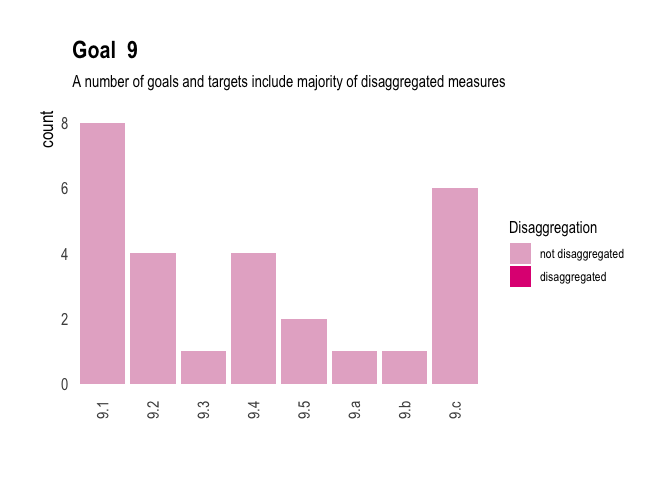 Goal  9
A number of goals and targets include majority of disaggregated measures
count
8
6
4
2
0
9.1
9.2
9.3
9.4
9.5
9.a
9.b
9.c
Disaggregation
not disaggregated
disaggregated